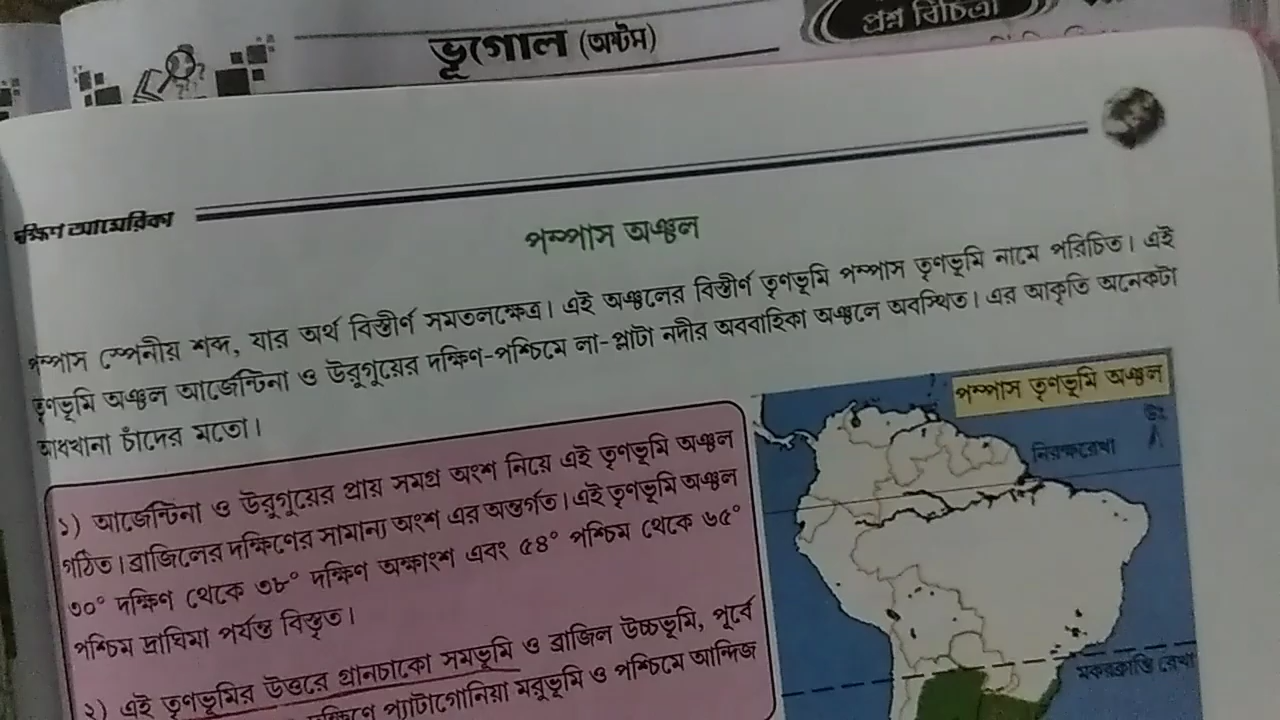 ভূগোল (অষ্টম)
প্রশ্ন বিচিত্রা
দক্ষিণ আমেরিকা
পম্পাস অঞ্চল
পম্পাস স্পেনীয় শব্দ, যার অর্থ বিস্তীর্ণ সমতলক্ষেত্র। এই অঞ্চলের বিস্তীর্ণ তৃণভূমি পম্পাস তৃণভূমি নামে পরিচিত। এই
তৃণভূমি অঞ্চল আর্জেন্টিনা ও উরুগুয়ের দক্ষিণ-পশ্চিমে লা-প্লাটা নদীর অববাহিকা অঞ্চলে অবস্থিত। এর আকৃতি অনেকটা
আধখানা চাঁদের মতো।
১) আর্জেন্টিনা ও উরুগুয়ের প্রায় সমগ্র অংশ নিয়ে এই তৃণভূমি অঞ্চল
গঠিত। ব্রাজিলের দক্ষিণের সামান্য অংশ এর অন্তর্গত। এই তৃণভূমি অঞ্চল
৩০° দক্ষিণ থেকে ৩৮° দক্ষিণ অক্ষাংশ এবং ৫৪° পশ্চিম থেকে ৬৫°
পশ্চিম দ্রাঘিমা পর্যন্ত বিস্তৃত।
২) এই তৃণভূমির উত্তরে গ্রানচাকো সমভূমি ও ব্রাজিল উচ্চভূমি, পূর্বে
দক্ষিণে প্যাটাগোনিয়া মরুভূমি ও পশ্চিমে আন্দিজ
পম্পাস তৃণভূমি অঞ্চল
উঃ
নিরক্ষরেখা
মকরক্রান্তি রেখা